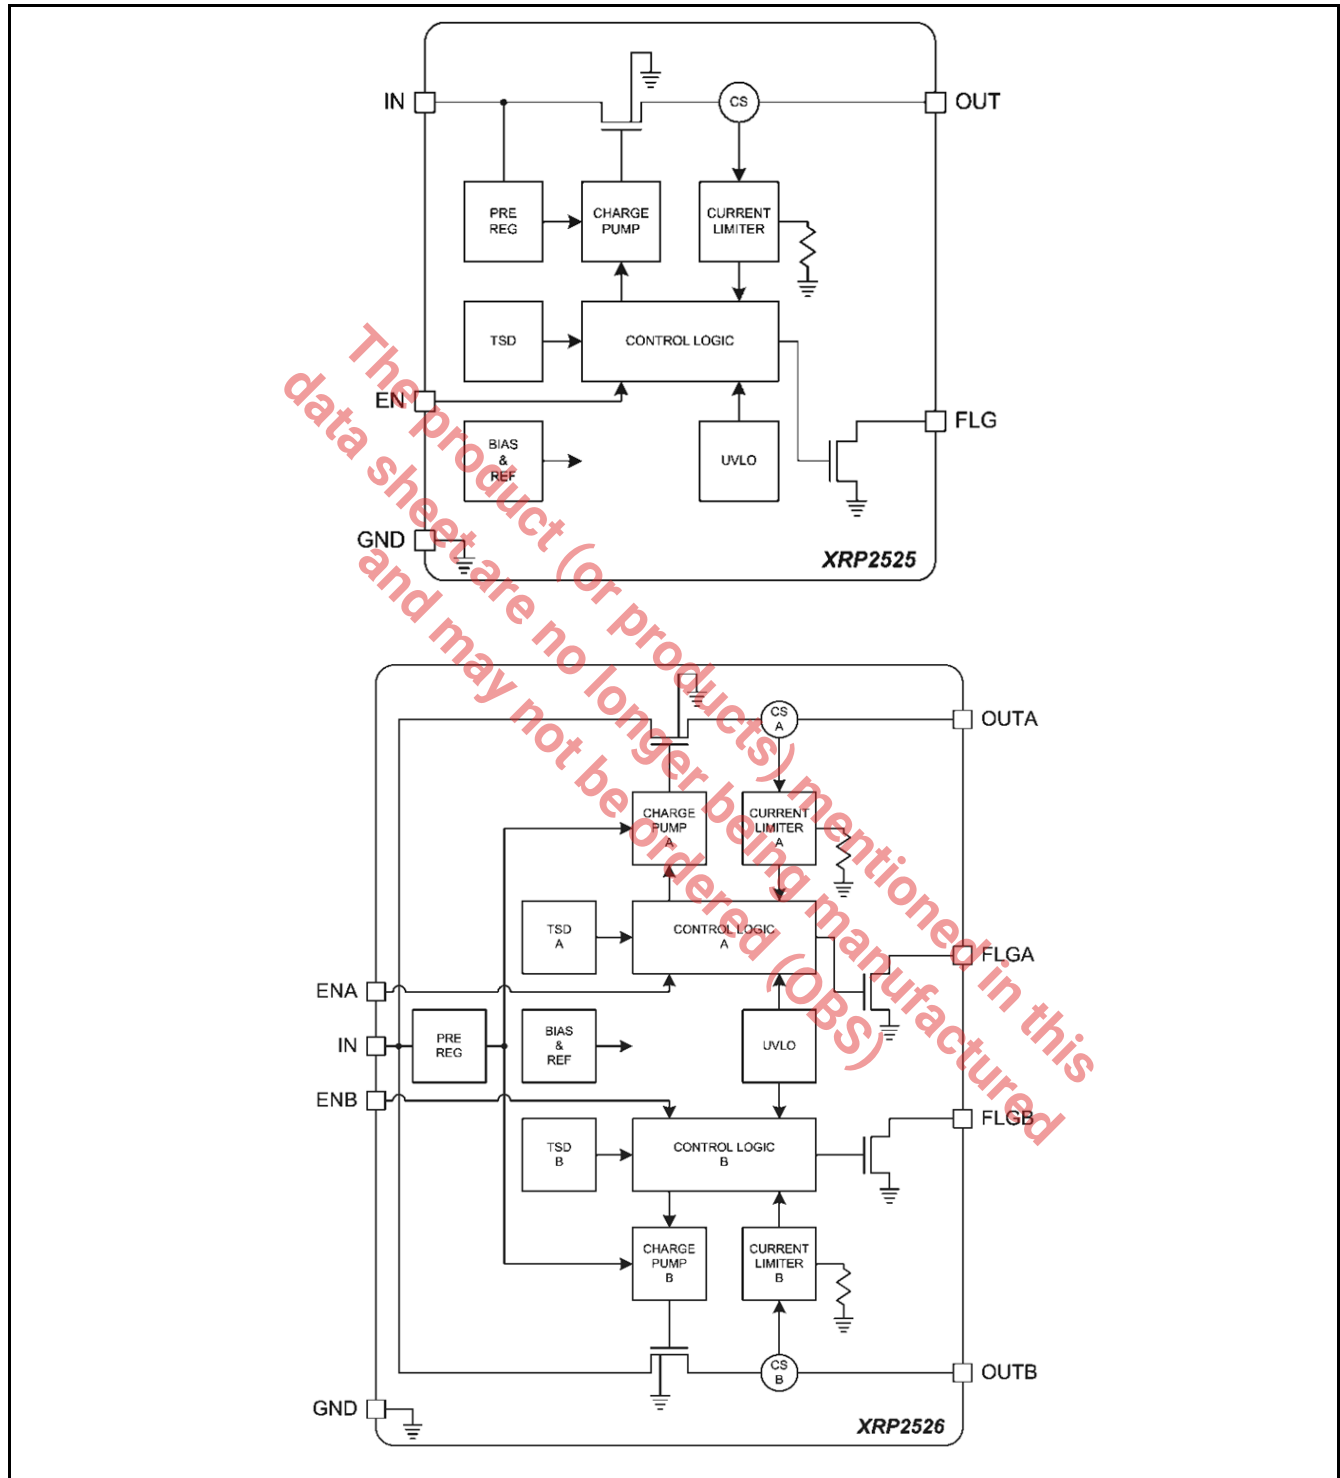 IN
CS
OUT
PRE
REG
CHARGE
PUMP
CURRENT
LIMITER
TSD
CONTROL LOGIC
EN
FLG
BIAS
&
REF
UVLO
GND
XRP2525
The product (or products) mentioned in this
data sheet are no longer being manufactured
and may not be ordered (OBS)
CS
A
OUTA
CHARGE
PUMP
A
CURRENT
LIMITER
A
TSD
A
CONTROL LOGIC
A
FLGA
ENA
IN
PRE
REG
BIAS
&
REF
UVLO
ENB
FLGB
TSD
B
CONTROL LOGIC
B
CHARGE
PUMP
B
CURRENT
LIMITER
B
CS
B
OUTB
GND
XRP2526